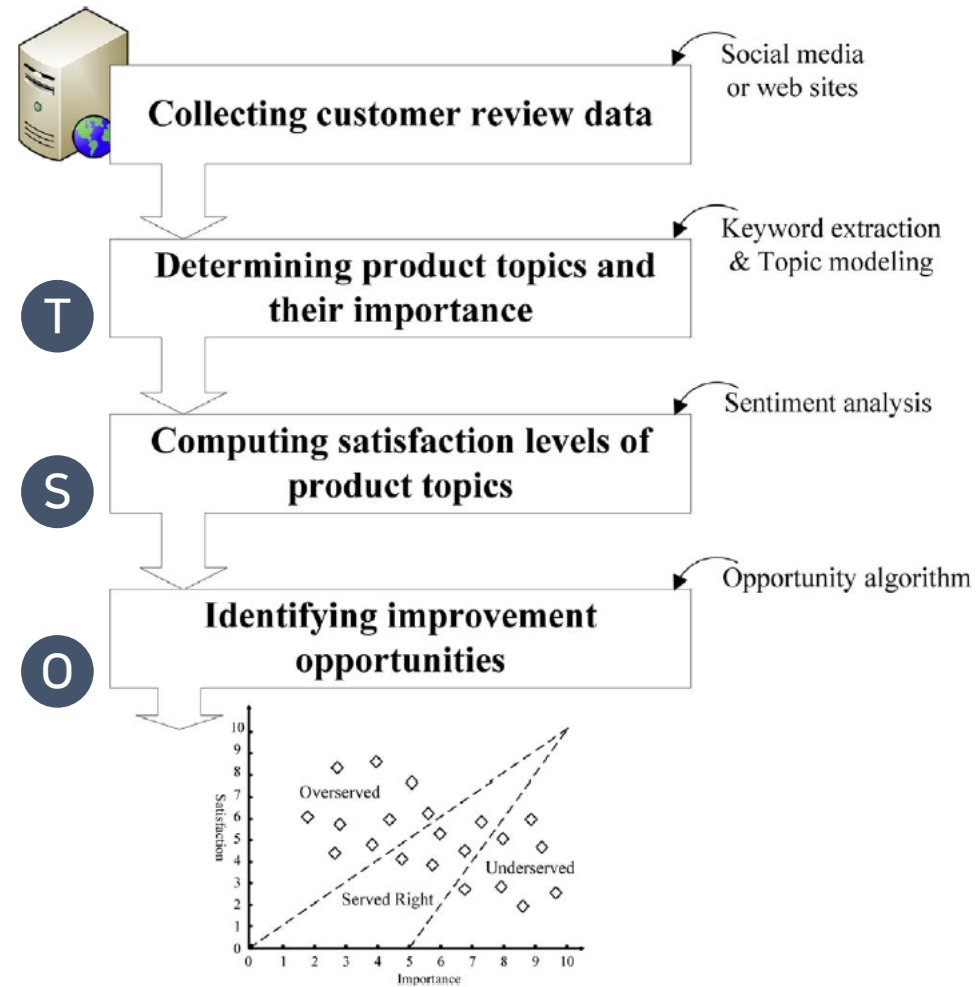 Social media
or web sites
Collecting customer review data
Keyword extraction
& Topic modeling
T
Determining product topics and
their importance
Sentiment analysis
S
Computing satisfaction levels of
product topics
Opportunity algorithm
O
Identifying improvement
opportunities
Satisfaction
10
9
8
7
6
5
4
3
2
1
0
Overserved
Underserved
Served Right
0 1 2 3 4 5 6 7 8 9 10
Importance